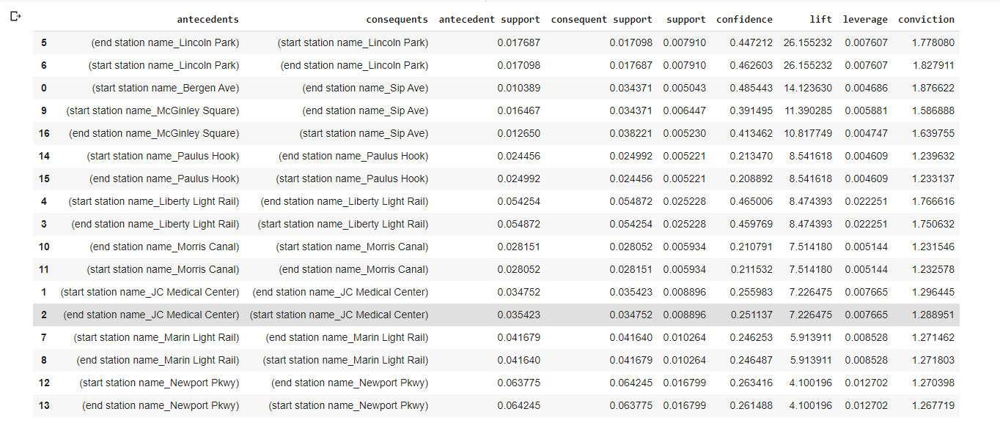 antecedents consequents antecedent support consequent support support confidence lift leverage conviction
5 (end station name_Lincoln Park) (start station name_Lincoln Park) 0.017687 0.017098 0.007910 0.447212 26.155232 0.007607 1.778080
6 (start station name_Lincoln Park) (end station name_Lincoln Park) 0.017098 0.017687 0.007910 0.462603 26.155232 0.007607 1.827911
0 (start station name_Bergen Ave) (end station name_Sip Ave) 0.010389 0.034371 0.005043 0.485443 14.123630 0.004686 1.876622
9 (start station name_McGinley Square) (end station name_Sip Ave) 0.016467 0.034371 0.006447 0.391495 11.390285 0.005881 1.586888
16 (end station name_McGinley Square) (start station name_Sip Ave) 0.012650 0.038221 0.005230 0.413462 10.817749 0.004747 1.639755
14 (start station name_Paulus Hook) (end station name_Paulus Hook) 0.024456 0.024992 0.005221 0.213470 8.541618 0.004609 1.239632
15 (end station name_Paulus Hook) (start station name_Paulus Hook) 0.024992 0.024456 0.005221 0.208892 8.541618 0.004609 1.233137
4 (start station name_Liberty Light Rail) (end station name_Liberty Light Rail) 0.054254 0.054872 0.025228 0.465006 8.474393 0.022251 1.766616
3 (end station name_Liberty Light Rail) (start station name_Liberty Light Rail) 0.054872 0.054254 0.025228 0.459769 8.474393 0.022251 1.750632
10 (end station name_Morris Canal) (start station name_Morris Canal) 0.028151 0.028052 0.005934 0.210791 7.514180 0.005144 1.231546
11 (start station name_Morris Canal) (end station name_Morris Canal) 0.028052 0.028151 0.005934 0.211532 7.514180 0.005144 1.232578
1 (start station name_JC Medical Center) (end station name_JC Medical Center) 0.034752 0.035423 0.008896 0.255983 7.226475 0.007665 1.296445
2 (end station name_JC Medical Center) (start station name_JC Medical Center) 0.035423 0.034752 0.008896 0.251137 7.226475 0.007665 1.288951
7 (start station name_Marin Light Rail) (end station name_Marin Light Rail) 0.041679 0.041640 0.010264 0.246253 5.913911 0.008528 1.271462
8 (end station name_Marin Light Rail) (start station name_Marin Light Rail) 0.041640 0.041679 0.010264 0.246487 5.913911 0.008528 1.271803
12 (start station name_Newport Pkwy) (end station name_Newport Pkwy) 0.063775 0.064245 0.016799 0.263416 4.100196 0.012702 1.270398
13 (end station name_Newport Pkwy) (start station name_Newport Pkwy) 0.064245 0.063775 0.016799 0.261488 4.100196 0.012702 1.267719